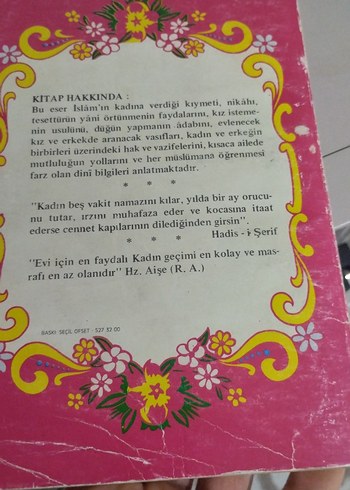 KİTAP HAKKINDA :
Bu eser İslâm'ın kadına verdiği kıymeti, nikâhı,
tesettürün yâni örtünmenin faydalarını, kız isteme-
nin usulünü, düğün yapmanın âdabını, evlenecek
kız ve erkekde aranacak vasıfları, kadın ve erkeğin
birbirleri üzerindeki hak ve vazifelerini, kısaca ailede
mutluluğun yollarını ve her müslümana öğrenmesi
farz olan dinî bilgileri anlatmaktadır.
* * *
"Kadın beş vakit namazını kılar, yılda bir ay orucu-
nu tutar, ırzını muhafaza eder ve kocasına itaat
ederse cennet kapılarının dilediğinden girsin".
Hadis - i Şerif
* * *
"Evi için en faydalı Kadın geçimi en kolay ve mas-
rafı en az olanıdır" Hz. Aişe (R. A.)
BASKI: SEÇİL OFSET - 527 32 00